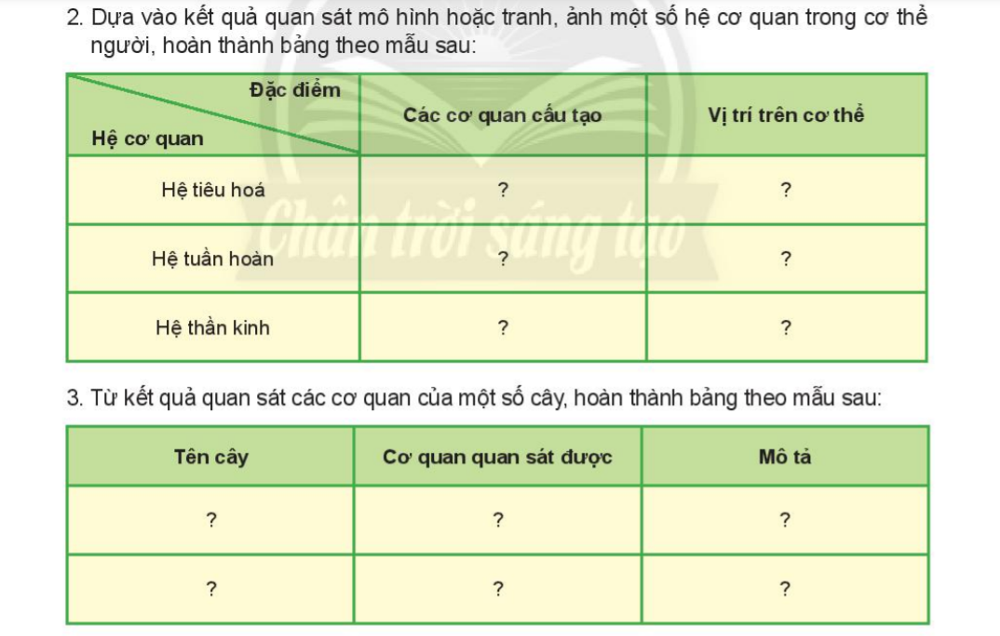 2. Dựa vào kết quả quan sát mô hình hoặc tranh, ảnh một số hệ cơ quan trong cơ thể
người, hoàn thành bảng theo mẫu sau:
Đặc điểm
Hệ cơ quan
Các cơ quan cấu tạo
Vị trí trên cơ thể
Hệ tiêu hoá
?
?
Chân trời sáng tạo
Hệ tuần hoàn
?
?
Hệ thần kinh
?
?
3. Từ kết quả quan sát các cơ quan của một số cây, hoàn thành bảng theo mẫu sau:
Tên cây
Cơ quan quan sát được
Mô tả
?
?
?
?
?
?